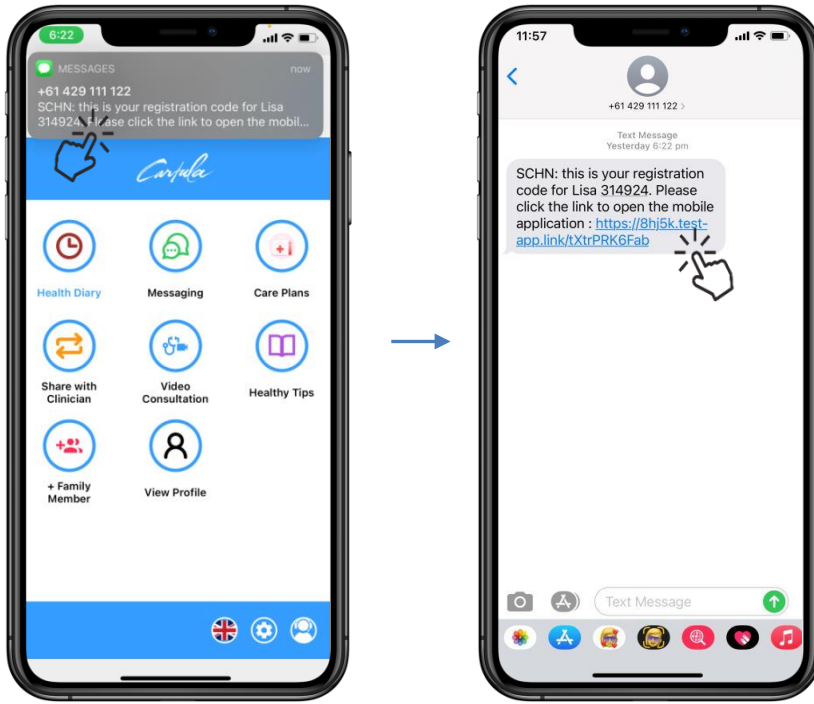 6:22
MESSAGES
now
+61 429 111 122
SCHN: this is your registration code for Lisa
314924. Please click the link to open the mobil...
Cantula
Health Diary
Messaging
Care Plans
Share with
Clinician
Video
Consultation
Healthy Tips
+ Family
Member
View Profile
11:57
+61 429 111 122 >
Text Message
Yesterday 6:22 pm
SCHN: this is your registration
code for Lisa 314924. Please
click the link to open the mobile
application : https://8hj5k.test-
app.link/tXtrPRK6Fab
Text Message